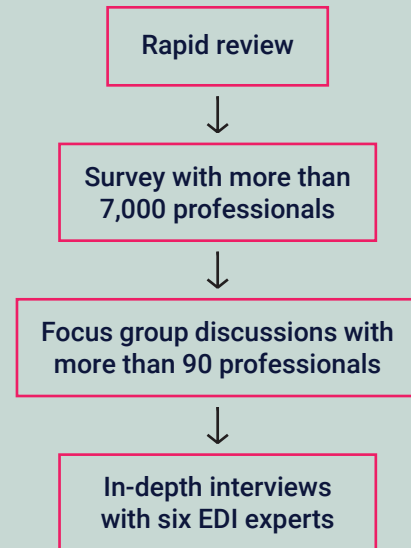 Rapid review
Survey with more than
7,000 professionals
Focus group discussions with
more than 90 professionals
In-depth interviews
with six EDI experts